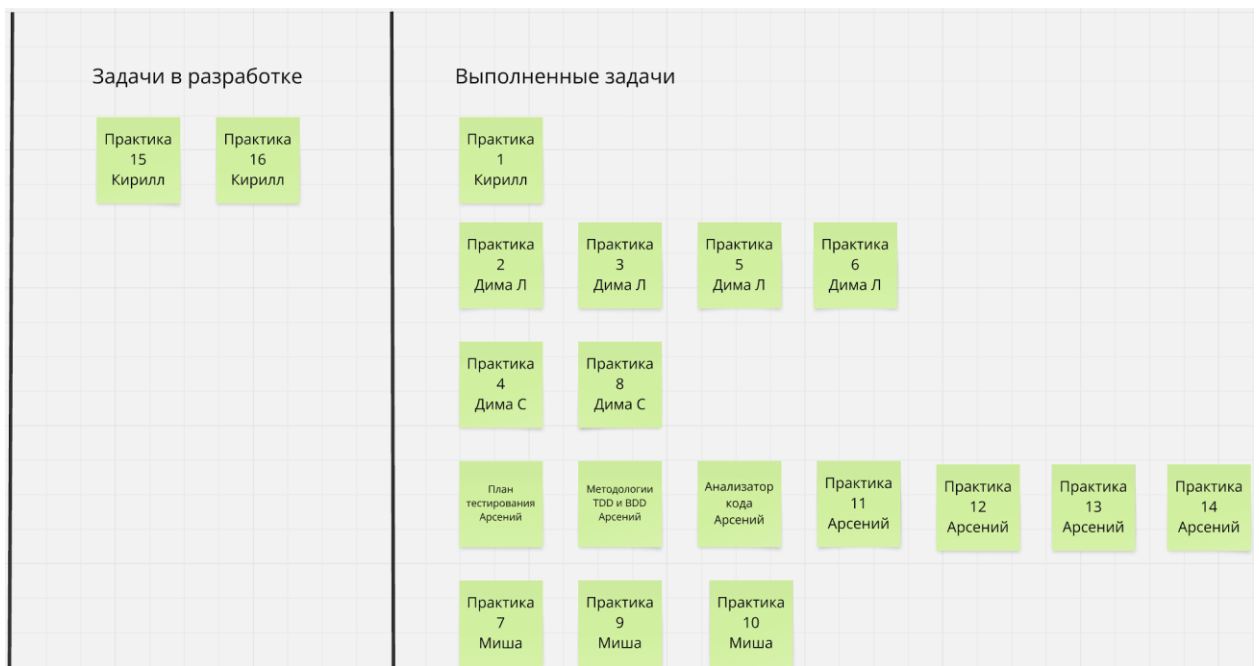 Задачи в разработке
Выполненные задачи
Практика
15
Кирилл
Практика
16
Кирилл
Практика
1
Кирилл
Практика
2
Дима Л
Практика
3
Дима Л
Практика
5
Дима Л
Практика
6
Дима Л
Практика
4
Дима С
Практика
8
Дима С
План
тестирования
Арсений
Методологии
TDD и BDD
Арсений
Анализатор
кода
Арсений
Практика
11
Арсений
Практика
12
Арсений
Практика
13
Арсений
Практика
14
Арсений
Практика
7
Миша
Практика
9
Миша
Практика
10
Миша